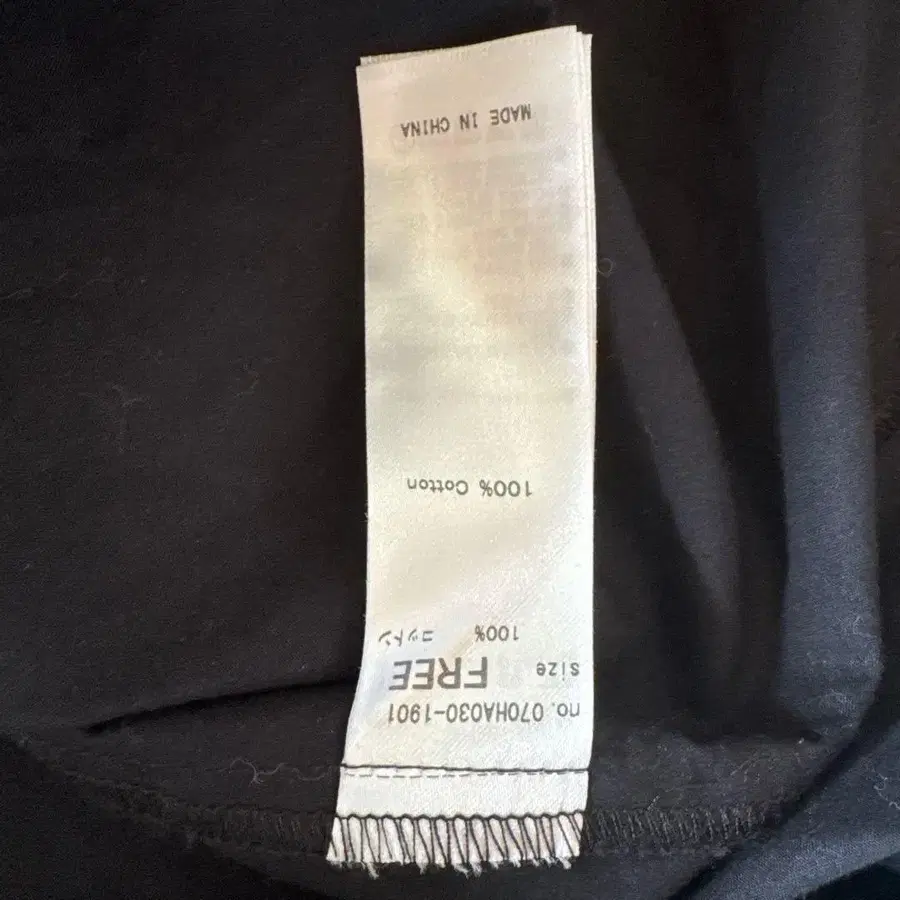 no. 070HA030-1901
size FREE
100% コットン
100% Cotton
MADE IN CHINA